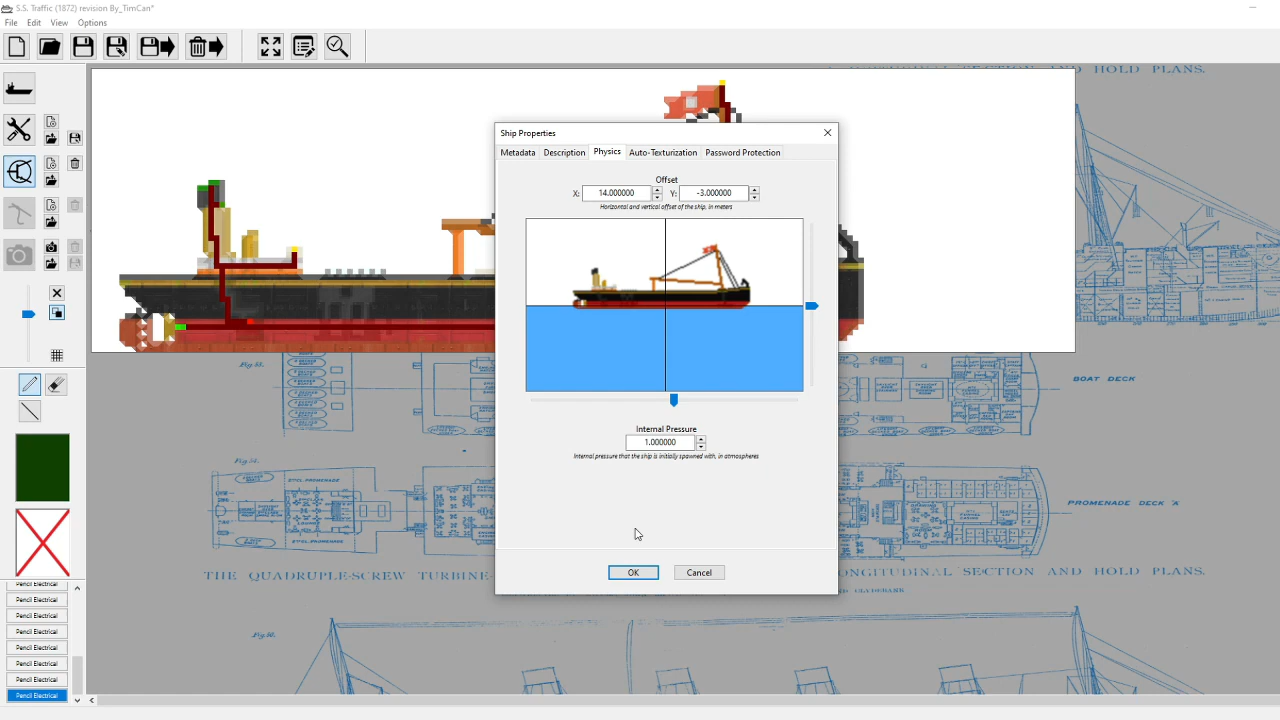 S.S. Traffic (1872) revision By_TimCan*
File Edit View Options
HOLD PLANS.
Ship Properties
Metadata Description Physics Auto-Texturization Password Protection
Offset
X: 14.000000 Y: -3.000000
Horizontal and vertical offset of the ship, in meters
Internal Pressure
1.000000
Internal pressure that the ship is initially spawned with, in atmospheres
OK Cancel
BOAT DECK
PROMENADE DECK 'A'
THE QUADRUPLE-SCREW TURBINE-
SECTION AND HOLD PLANS.
Pencil Electrical
Pencil Electrical
Pencil Electrical
Pencil Electrical
Pencil Electrical
Pencil Electrical
Pencil Electrical
Pencil Electrical